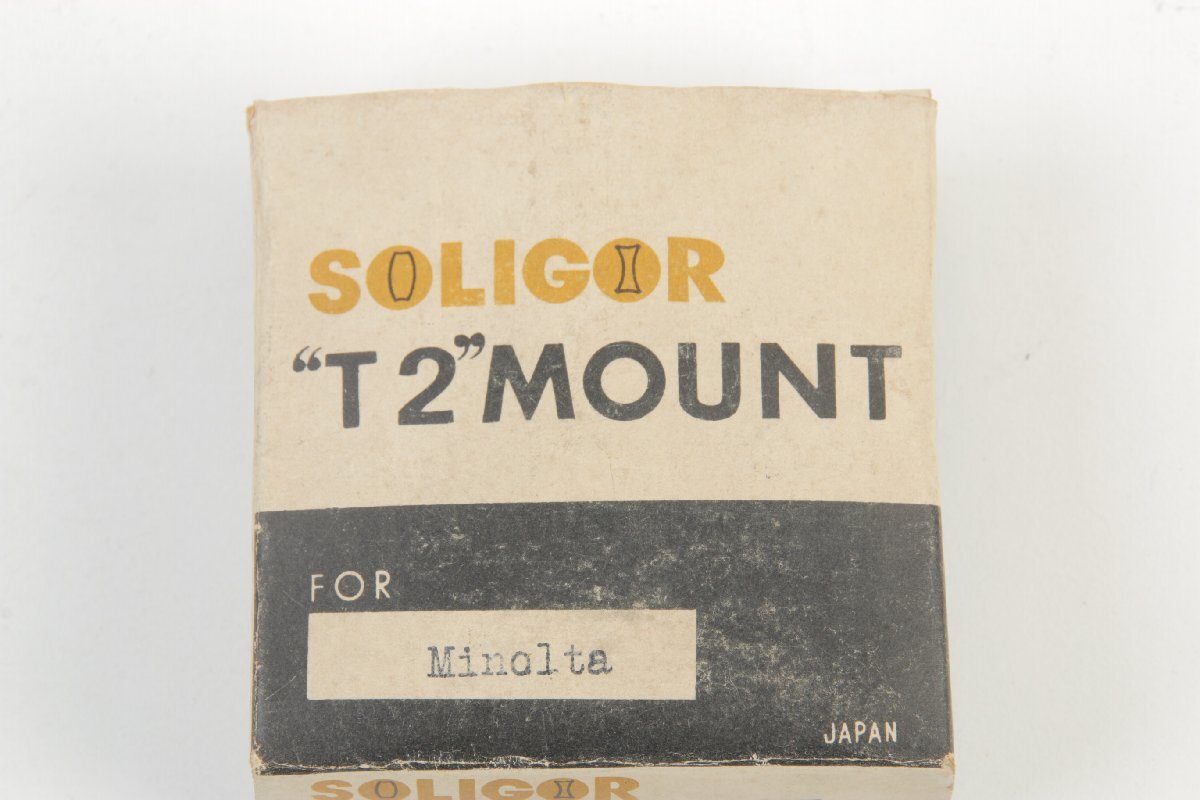 SOLIGOR
“T2” MOUNT
FOR
Minolta
JAPAN
SOLIGOR